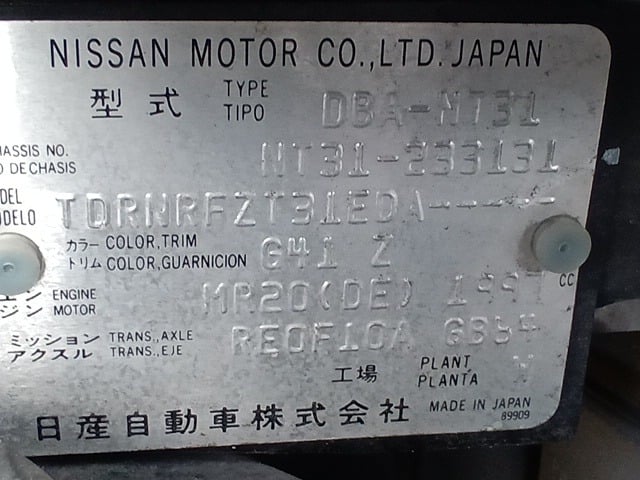 NISSAN MOTOR CO.,LTD. JAPAN
型式 TYPE TIPO DBA-NT31
HASSIS NO. O DE CHASIS NT31-233131
DEL ODELO TDRNRFZT31EDA-----
カラー COLOR,TRIM
トリム COLOR,GUARNICION G41 Z
エン ENGINE
ジン MOTOR MR20(DE) 1997 CC
ミッション TRANS.,AXLE
アクスル TRANS.,EJE RE0F10A GB64
工場 PLANT PLANTA
日産自動車株式会社 MADE IN JAPAN
89909